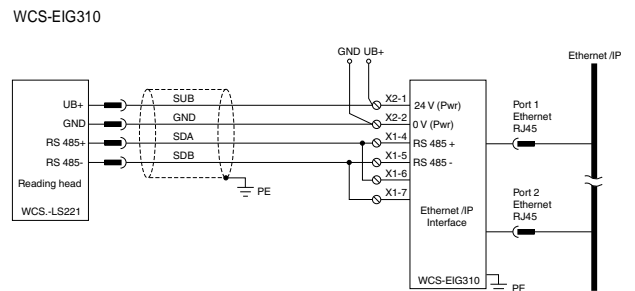 WCS-EIG310
GND UB+
Ethernet /IP
UB+
SUB
X2-1
24 V (Pwr)
GND
GND
X2-2
0 V (Pwr)
RS 485+
SDA
X1-4
RS 485 +
RS 485-
SDB
X1-5
RS 485 -
X1-6
X1-7
Reading head
WCS.-LS221
PE
Port 1
Ethernet
RJ45
Port 2
Ethernet
RJ45
Ethernet /IP
Interface
WCS-EIG310
PE